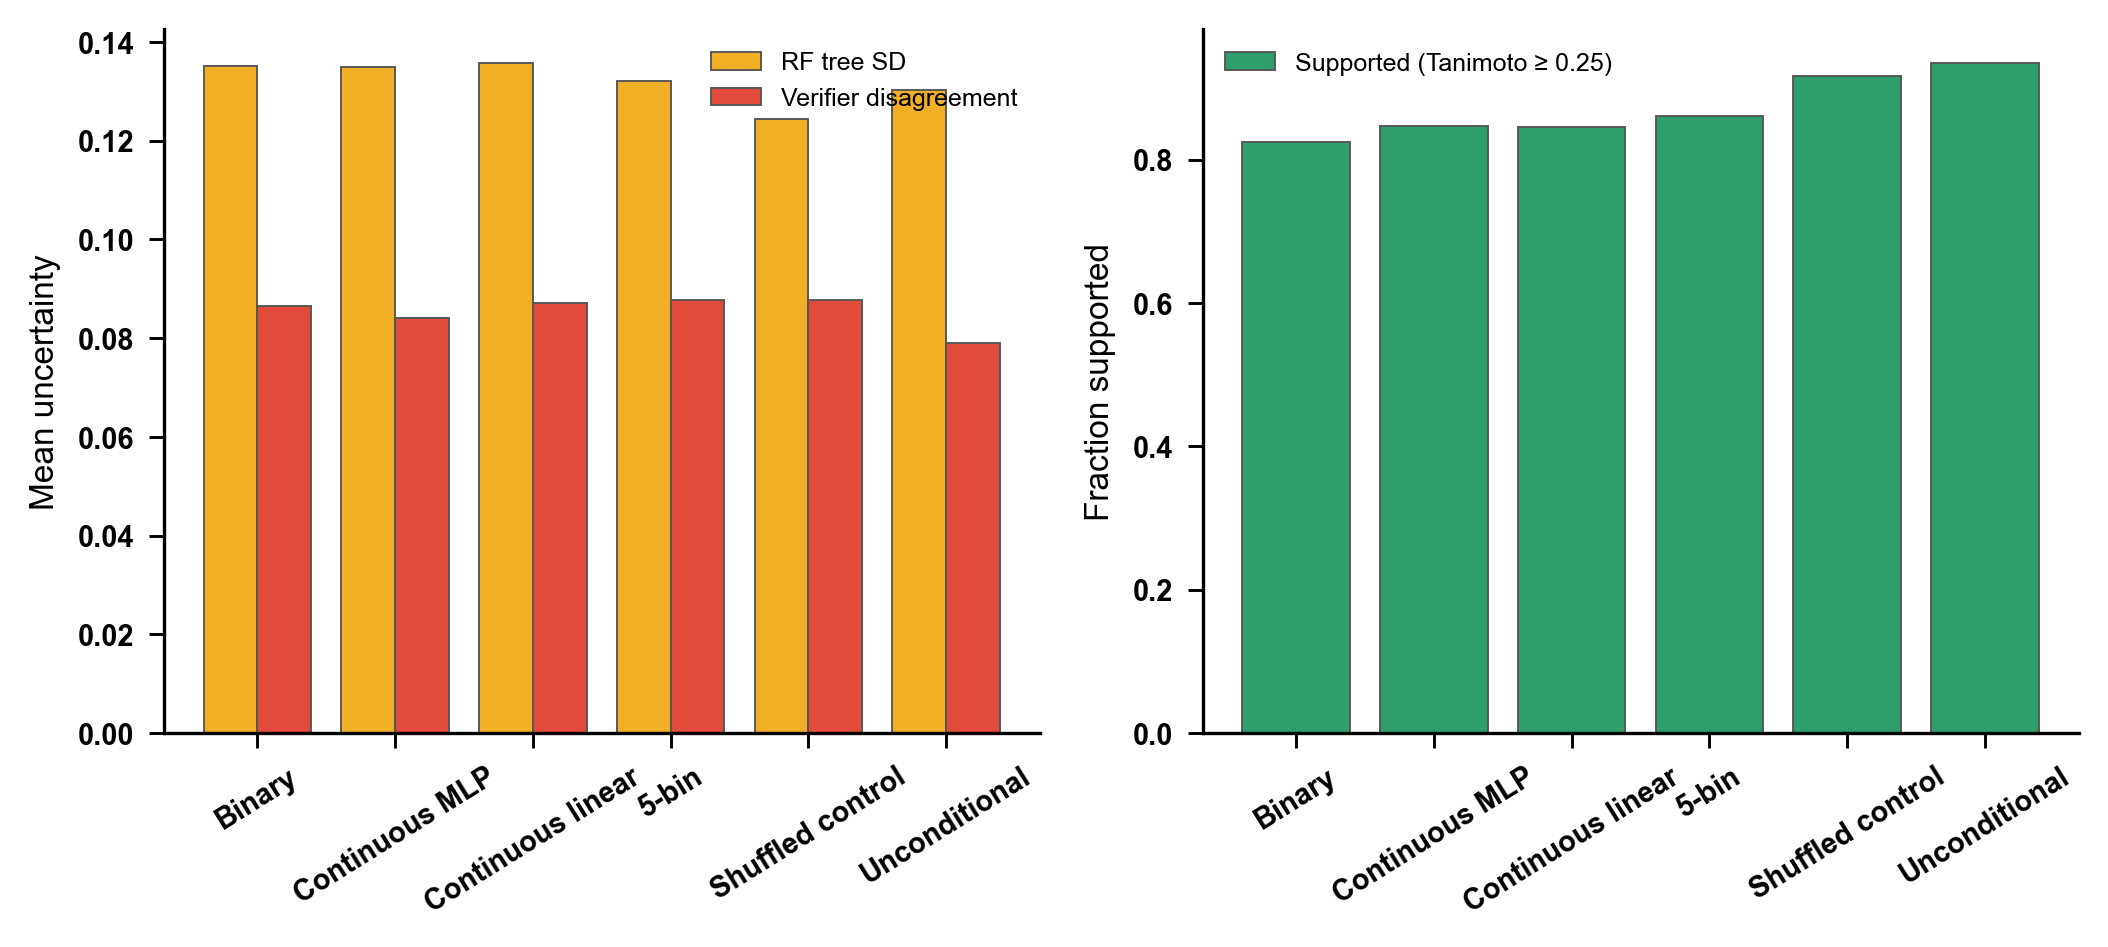 0.14
0.12
0.10
0.08
0.06
0.04
0.02
0.00
Mean uncertainty
RF tree SD
Verifier disagreement
Binary
Continuous MLP
Continuous linear
5-bin
Shuffled control
Unconditional
0.8
0.6
0.4
0.2
0.0
Fraction supported
Supported (Tanimoto ≥ 0.25)
Binary
Continuous MLP
Continuous linear
5-bin
Shuffled control
Unconditional